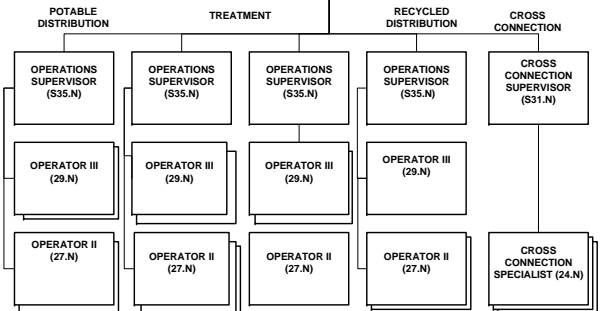 POTABLE
DISTRIBUTION
TREATMENT
RECYCLED
DISTRIBUTION
CROSS
CONNECTION
OPERATIONS
SUPERVISOR
(S35.N)
OPERATIONS
SUPERVISOR
(S35.N)
OPERATIONS
SUPERVISOR
(S35.N)
OPERATIONS
SUPERVISOR
(S35.N)
CROSS
CONNECTION
SUPERVISOR
(S31.N)
OPERATOR III
(29.N)
OPERATOR III
(29.N)
OPERATOR III
(29.N)
OPERATOR III
(29.N)
OPERATOR II
(27.N)
OPERATOR II
(27.N)
OPERATOR II
(27.N)
OPERATOR II
(27.N)
CROSS
CONNECTION
SPECIALIST (24.N)